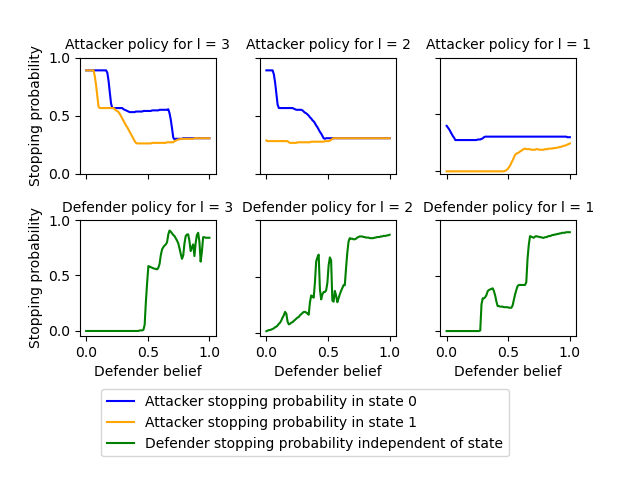 Attacker policy for l = 3
Attacker policy for l = 2
Attacker policy for l = 1
Stopping probability
1.0
0.5
0.0
Defender policy for l = 3
Defender policy for l = 2
Defender policy for l = 1
Stopping probability
1.0
0.5
0.0
0.0 0.5 1.0
0.0 0.5 1.0
0.0 0.5 1.0
Defender belief
Defender belief
Defender belief
Attacker stopping probability in state 0
Attacker stopping probability in state 1
Defender stopping probability independent of state